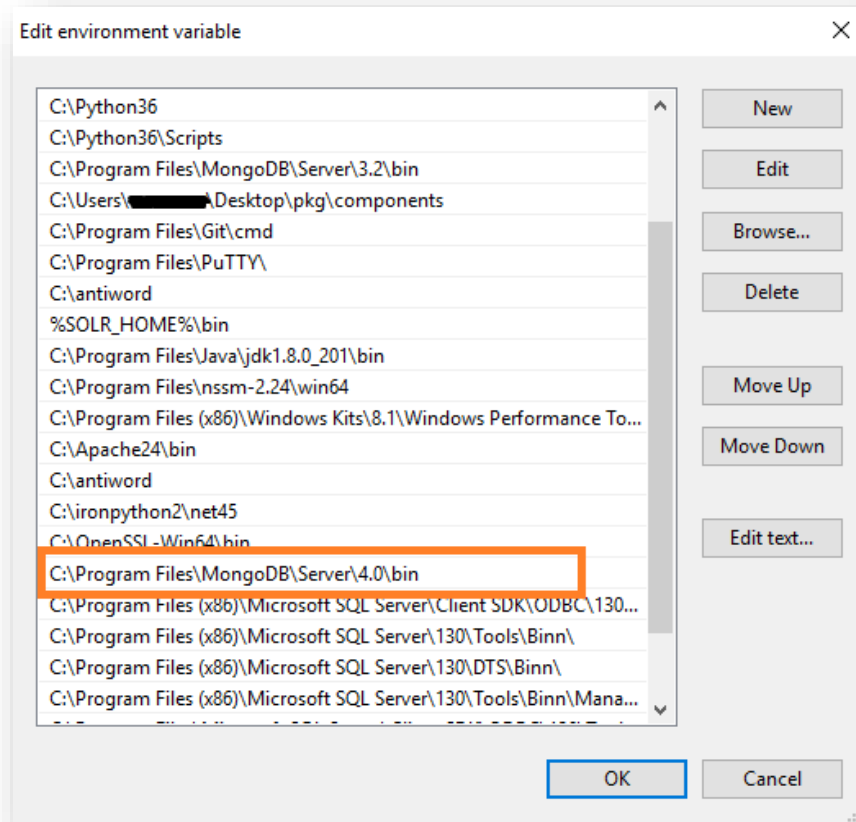 Edit environment variable
C:\Python36
New
C:\Python36\Scripts
C:\Program Files\MongoDB\Server\3.2\bin
Edit
C:\Users\
\Desktop\pkg\components
C:\Program Files\Git\cmd
Browse...
C:\Program Files\PuTTY\
C:\antiword
Delete
%SOLR_HOME%\bin
C:\Program Files\Java\jdk1.8.0_201\bin
C:\Program Files\nssm-2.24\win64
Move Up
C:\Program Files (x86)\Windows Kits\8.1\Windows Performance To...
C:\Apache24\bin
Move Down
C:\antiword
C:\ironpython2\net45
C:\OpenSSL-Win64\bin
Edit text...
C:\Program Files\MongoDB\Server\4.0\bin
C:\Program Files (x86)\Microsoft SQL Server\Client SDK\ODBC\130...
C:\Program Files (x86)\Microsoft SQL Server\130\Tools\Binn\
C:\Program Files (x86)\Microsoft SQL Server\130\DTS\Binn\
C:\Program Files (x86)\Microsoft SQL Server\130\Tools\Binn\Mana...
OK
Cancel